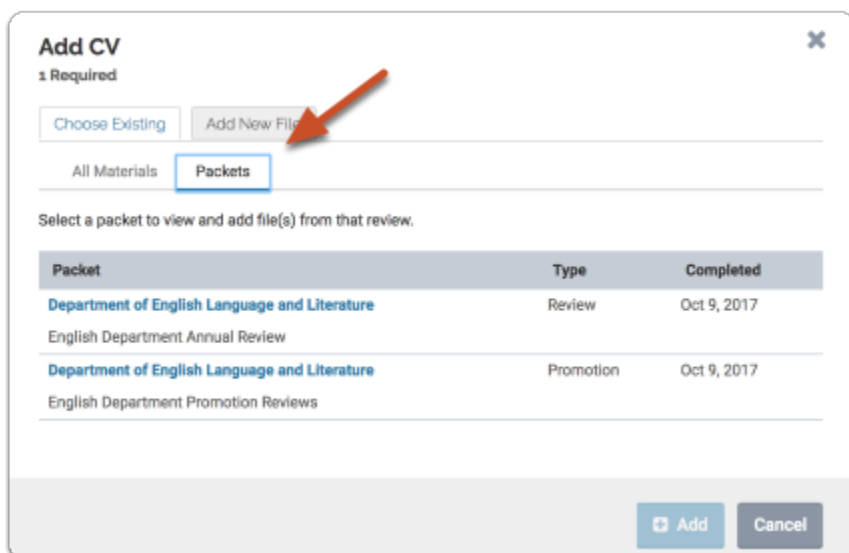 Add CV
1 Required
Choose Existing
Add New File
All Materials
Packets
Select a packet to view and add file(s) from that review.
Packet Type Completed
Department of English Language and Literature Review Oct 9, 2017
English Department Annual Review
Department of English Language and Literature Promotion Oct 9, 2017
English Department Promotion Reviews
Add
Cancel